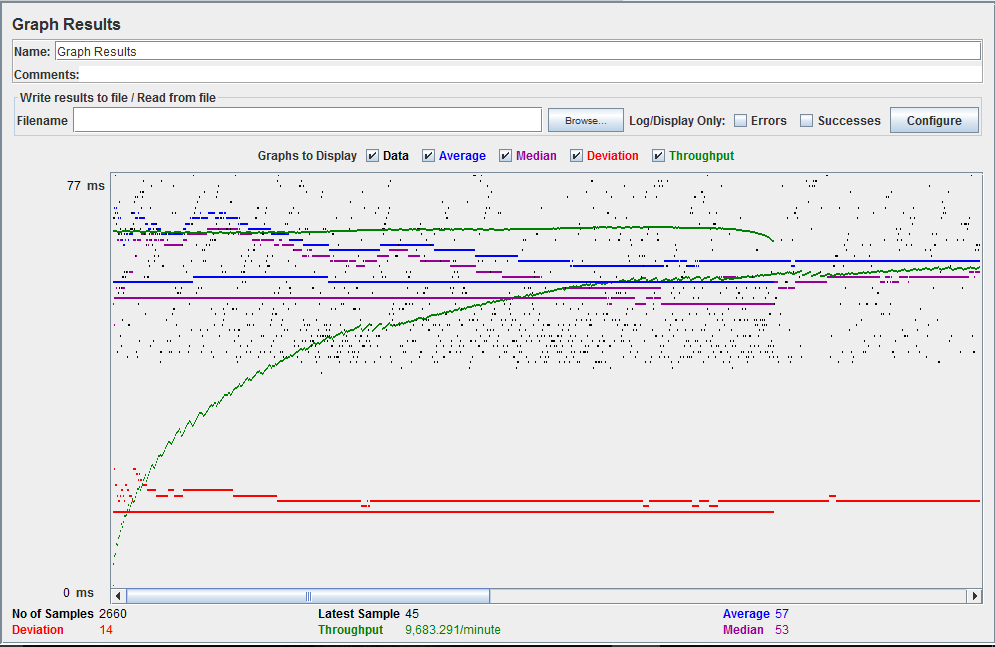 Graph Results
Name: Graph Results
Comments:
Write results to file / Read from file
Filename Browse... Log/Display Only: Errors Successes Configure
Graphs to Display Data Average Median Deviation Throughput
77 ms
0 ms
No of Samples 2660 Latest Sample 45 Average 57
Deviation 14 Throughput 9,683.291/minute Median 53